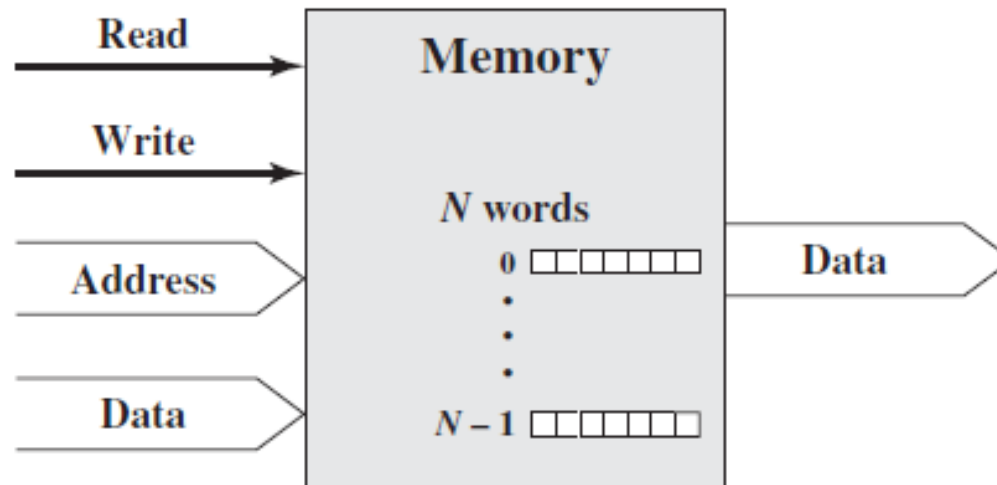 Read
Memory
Write
N words
0
Address
Data
Data
N – 1